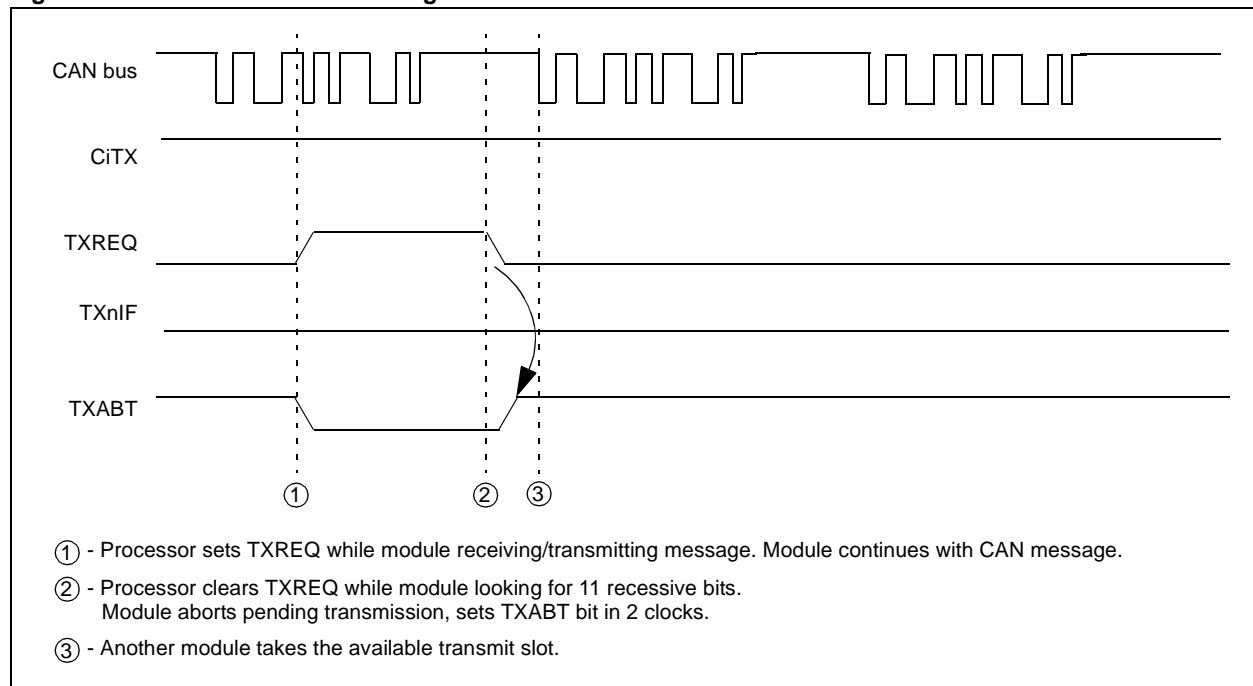 CAN bus
CiTX
TXREQ
TXnIF
TXABT
1 2 3
1 - Processor sets TXREQ while module receiving/transmitting message. Module continues with CAN message.
2 - Processor clears TXREQ while module looking for 11 recessive bits.
Module aborts pending transmission, sets TXABT bit in 2 clocks.
3 - Another module takes the available transmit slot.